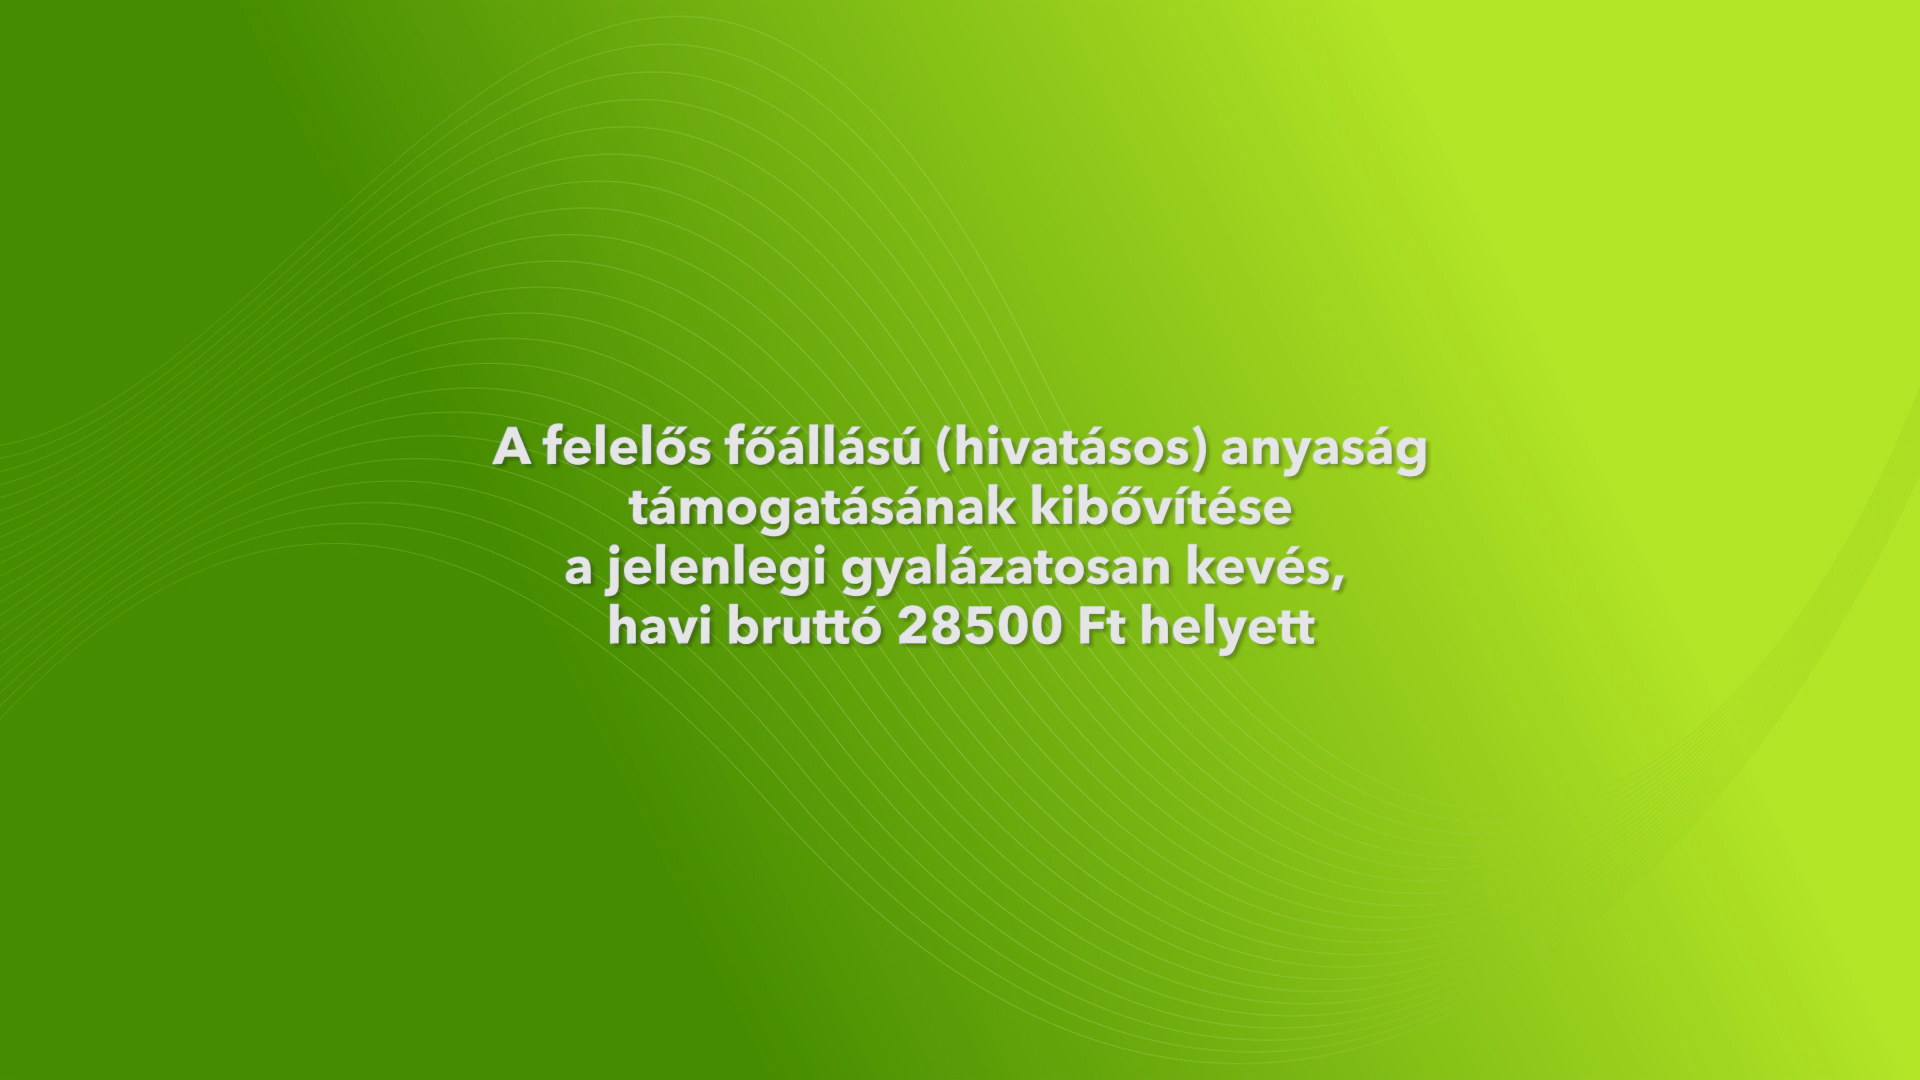 A felelős főállású (hivatásos) anyaság
támogatásának kibővítése
a jelenlegi gyalázatosan kevés,
havi bruttó 28500 Ft helyett